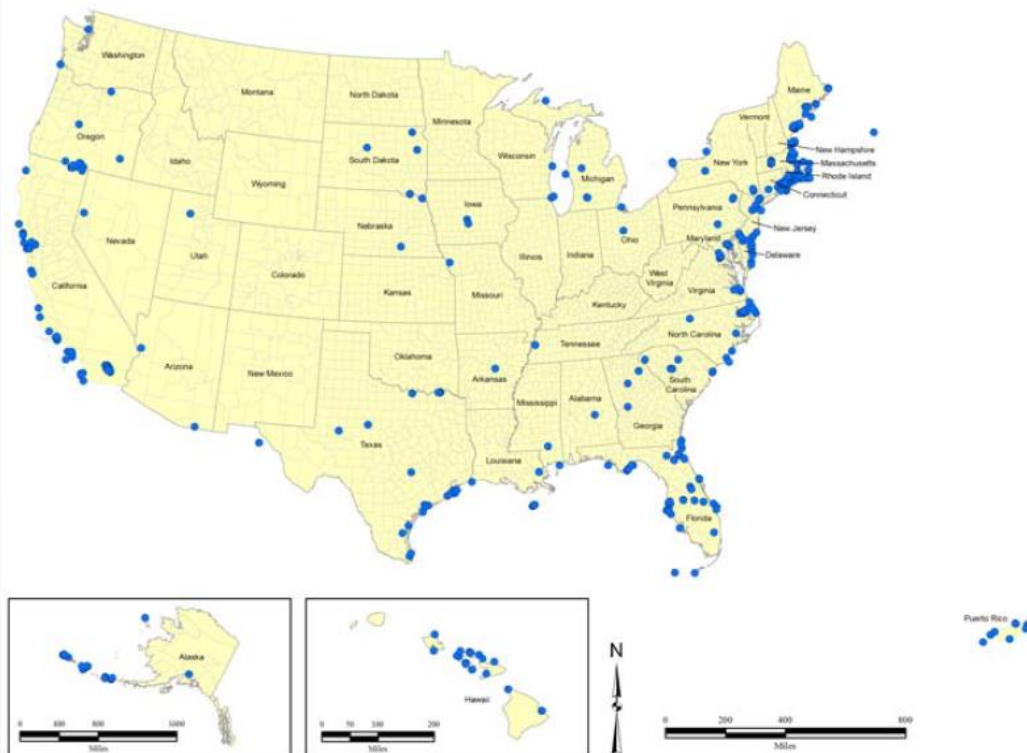 Washington
Montana
North Dakota
Minnesota
Maine
Vermont
Oregon
Idaho
South Dakota
Wisconsin
Michigan
New York
New Hampshire
Massachusetts
Rhode Island
Connecticut
Wyoming
Iowa
Pennsylvania
Nebraska
New Jersey
Nevada
Utah
Colorado
Illinois
Indiana
Ohio
Maryland
Delaware
West
Virginia
California
Kansas
Missouri
Kentucky
Virginia
Arizona
New Mexico
Oklahoma
Arkansas
Tennessee
North Carolina
Mississippi
Alabama
Georgia
South
Carolina
Texas
Louisiana
Florida
Alaska
Hawaii
Puerto Rico
N
0 400 800 1000
Miles
0 50 100 200
Miles
0 200 400 800
Miles